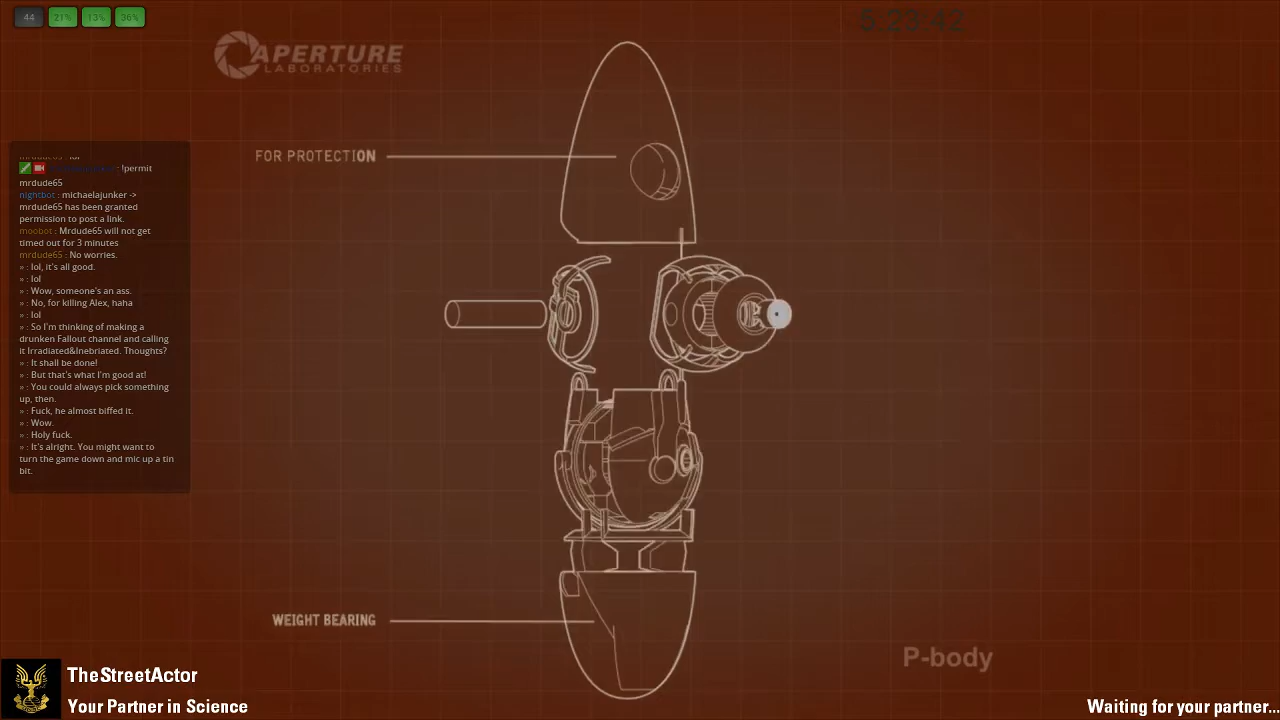 44
21%
13%
36%
5:23:42
APERTURE
LABORATORIES
FOR PROTECTION
: !permit
mrdude65
nightbot : michaelajunker ->
mrdude65 has been granted
permission to post a link.
moobot : Mrdude65 will not get
timed out for 3 minutes
mrdude65 : No worries.
» : lol, it's all good.
» : lol
» : Wow, someone's an ass.
» : No, for killing Alex, haha
» : lol
» : So I'm thinking of making a
drunken Fallout channel and calling
it Irradiated&Inebriated. Thoughts?
» : It shall be done!
» : But that's what I'm good at!
» : You could always pick something
up, then.
» : Fuck, he almost biffed it.
» : Wow.
» : Holy fuck.
» : It's alright. You might want to
turn the game down and mic up a tin
bit.
WEIGHT BEARING
P-body
TheStreetActor
Your Partner in Science
Waiting for your partner...